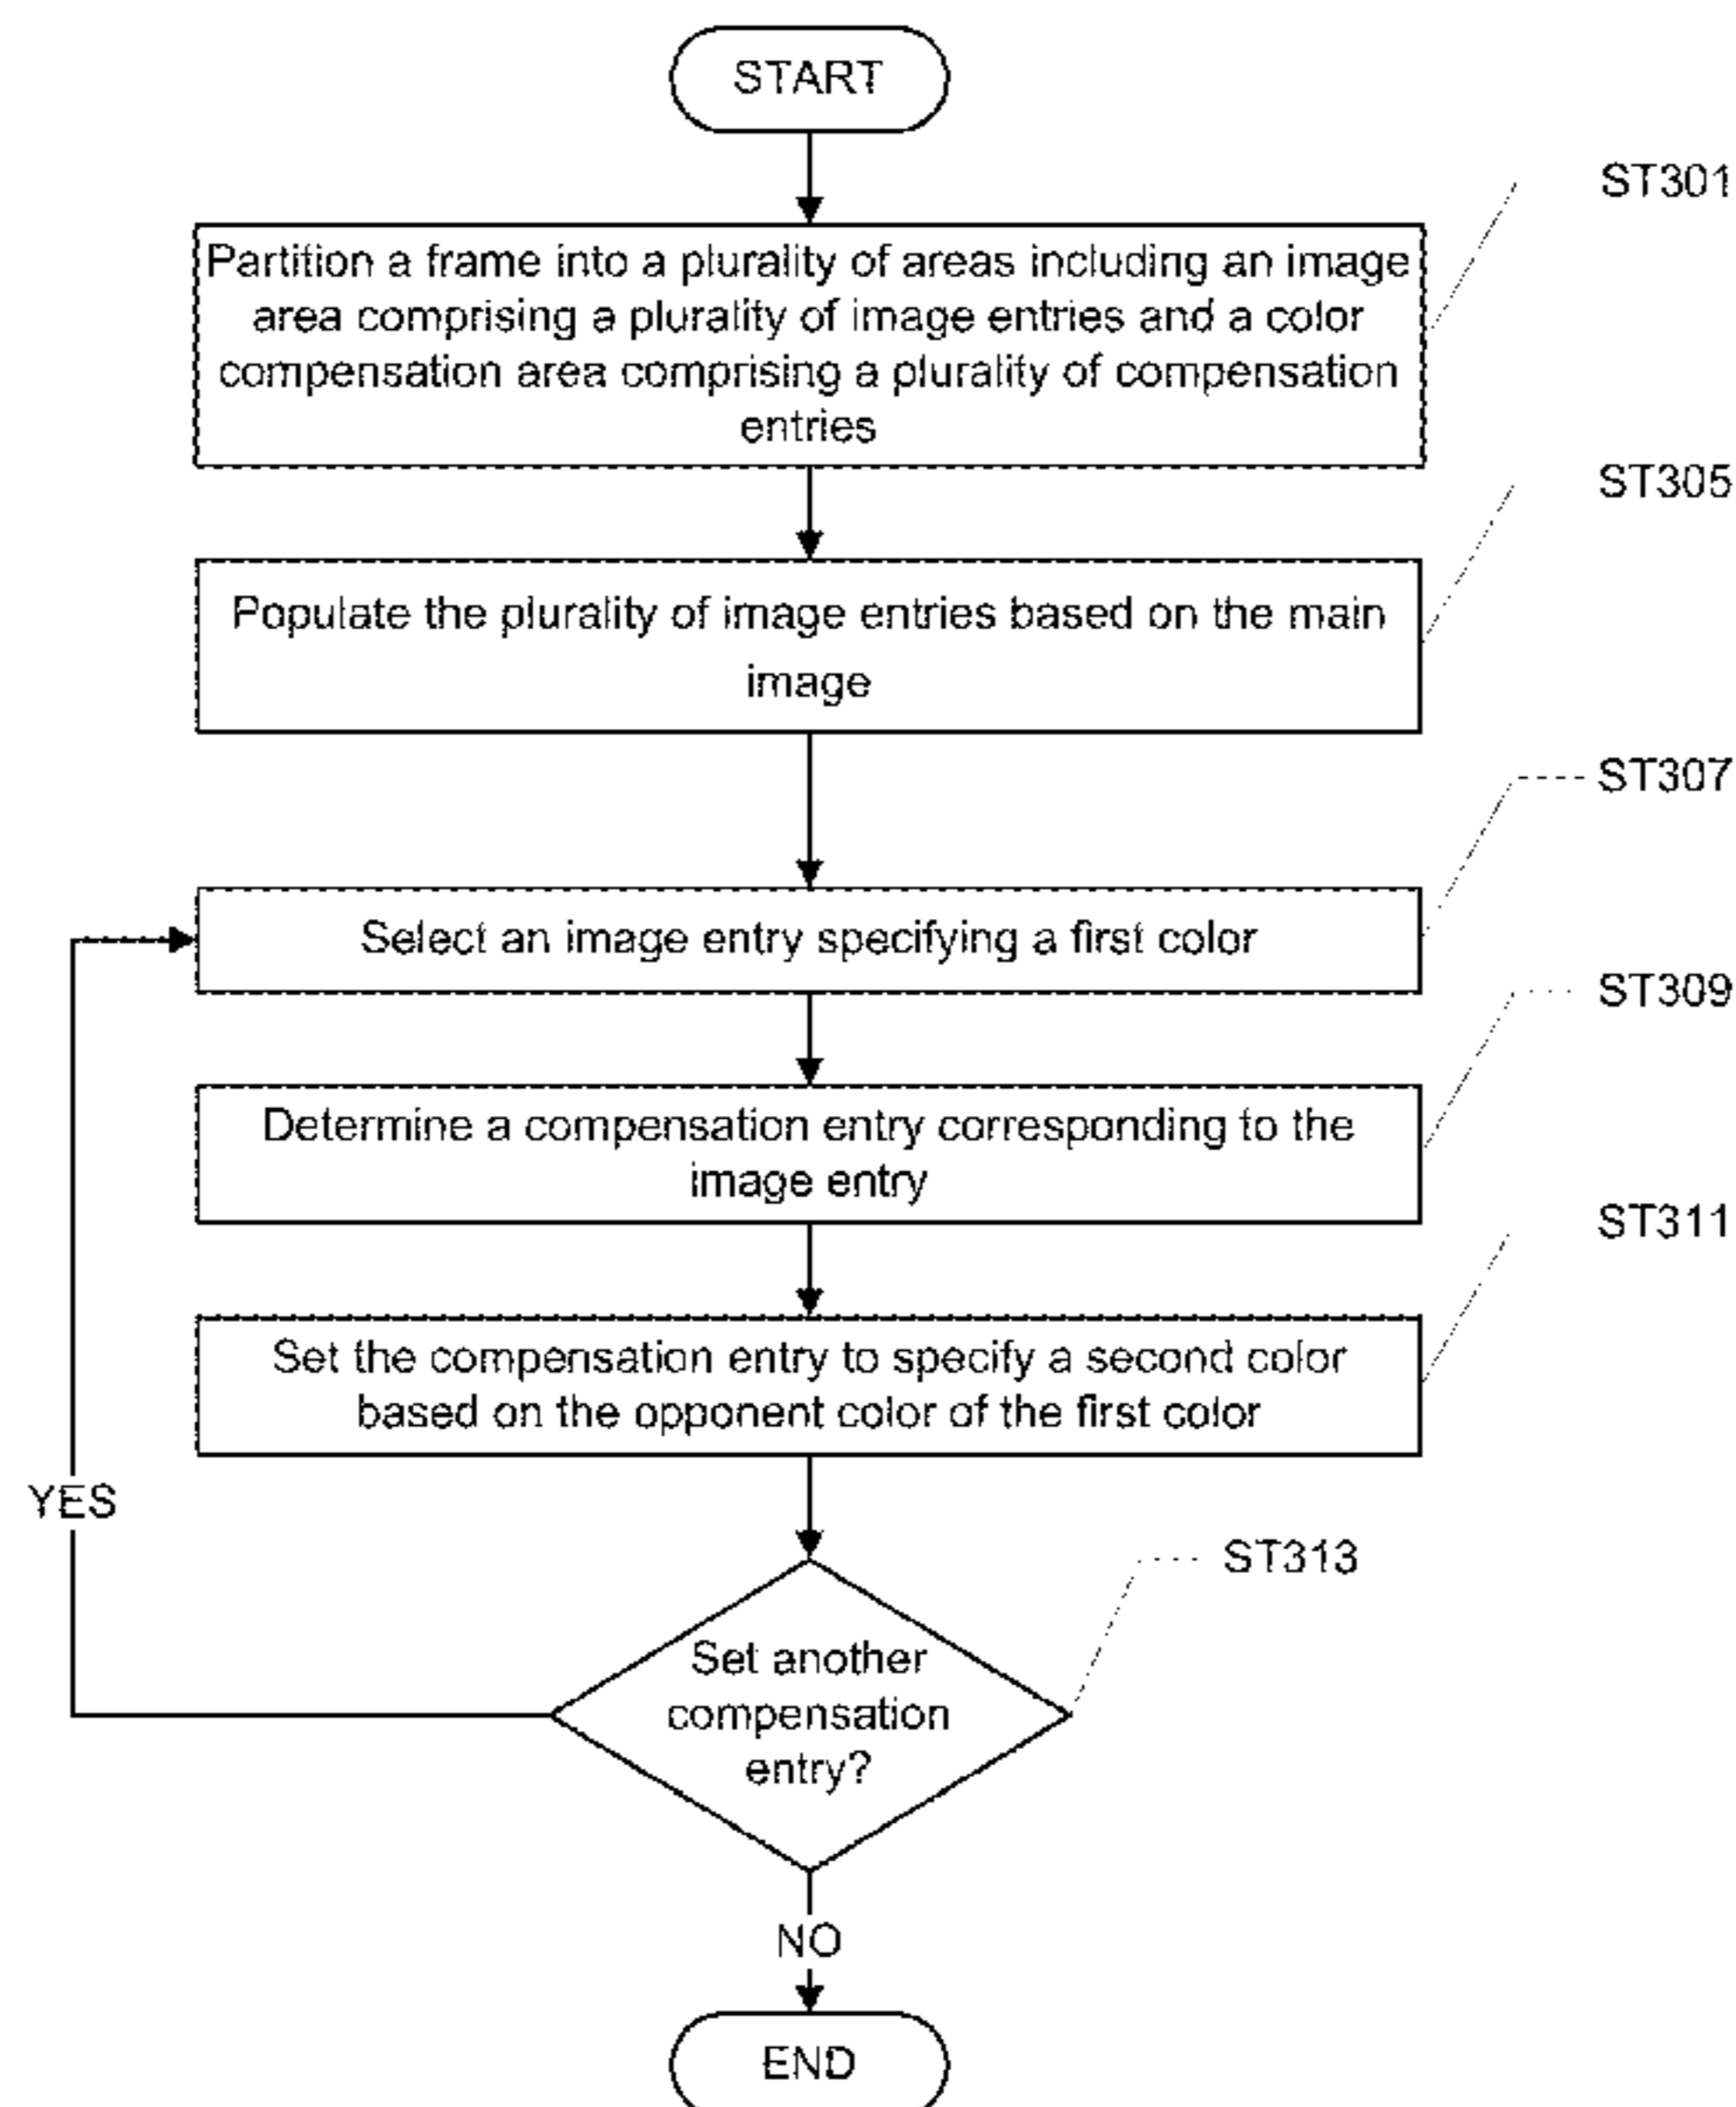 START
ST301
Partition a frame into a plurality of areas including an image
area comprising a plurality of image entries and a color
compensation area comprising a plurality of compensation
entries
ST305
Populate the plurality of image entries based on the main
image
ST307
Select an image entry specifying a first color
ST309
Determine a compensation entry corresponding to the
image entry
ST311
Set the compensation entry to specify a second color
based on the opponent color of the first color
YES
ST313
Set another
compensation
entry?
NO
END